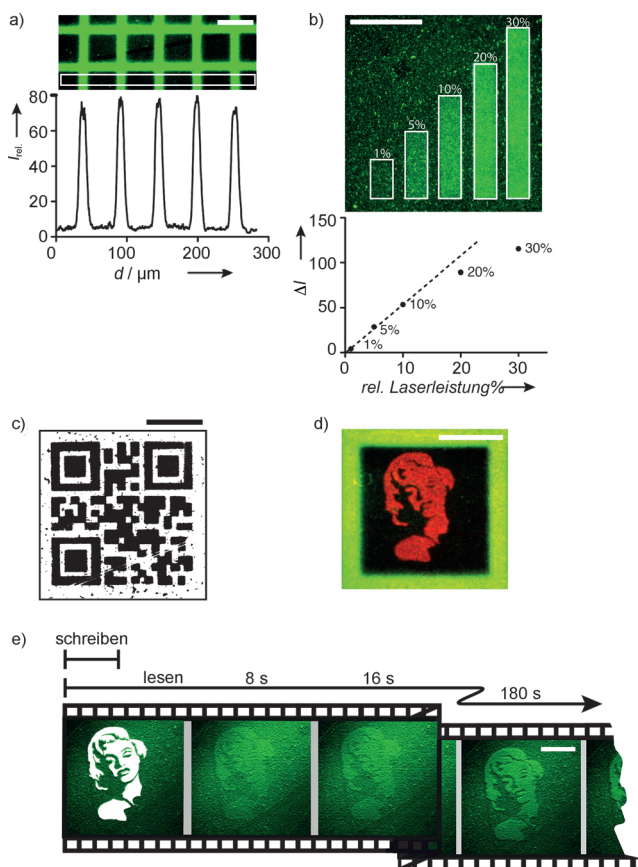 a)
80
60
40
20
0
I rel.
0
100
200
300
d / µm
b)
1%
5%
10%
20%
30%
150
100
50
0
ΔI
1%
5%
10%
20%
30%
0
10
20
30
rel. Laserleistung%
c)
d)
e)
schreiben
lesen 8 s 16 s 180 s